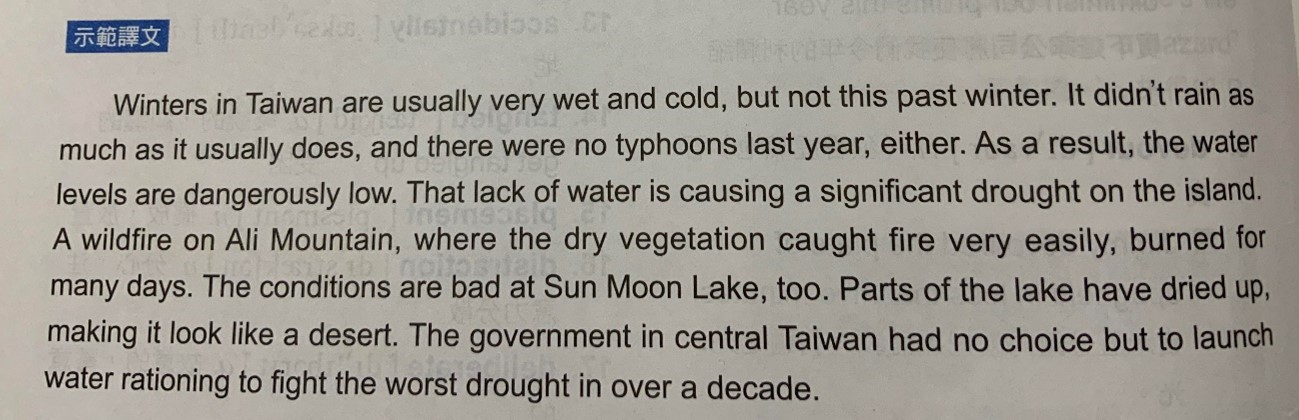 示範譯文
Winters in Taiwan are usually very wet and cold, but not this past winter. It didn't rain as
much as it usually does, and there were no typhoons last year, either. As a result, the water
levels are dangerously low. That lack of water is causing a significant drought on the island.
A wildfire on Ali Mountain, where the dry vegetation caught fire very easily, burned for
many days. The conditions are bad at Sun Moon Lake, too. Parts of the lake have dried up,
making it look like a desert. The government in central Taiwan had no choice but to launch
water rationing to fight the worst drought in over a decade.